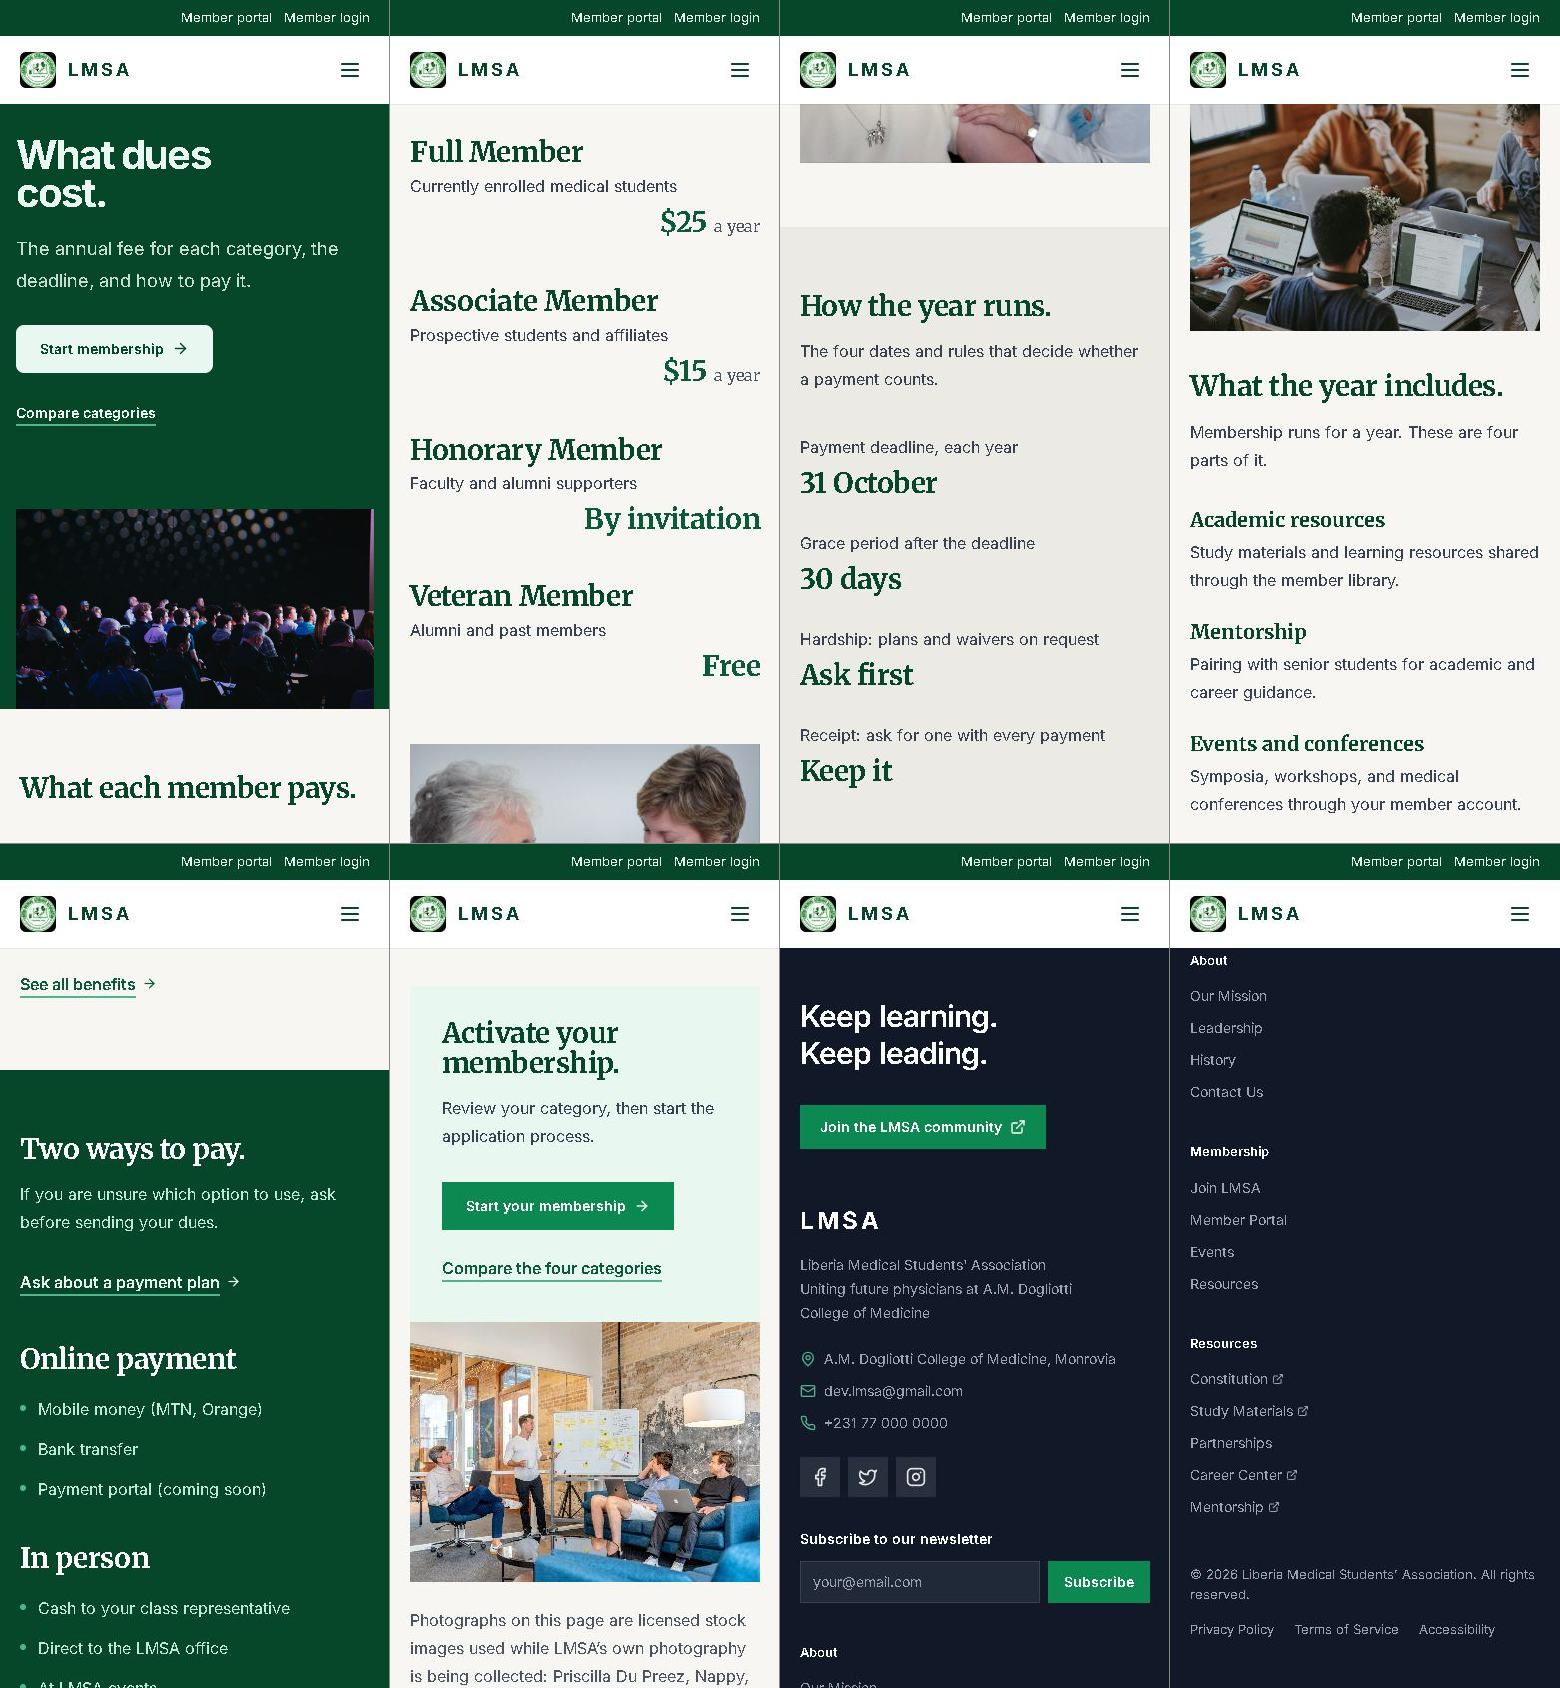 Member portal Member login
LMSA
What dues
cost.
The annual fee for each category, the
deadline, and how to pay it.
Start membership
Compare categories
What each member pays.
Member portal Member login
LMSA
Full Member
Currently enrolled medical students
$25 a year
Associate Member
Prospective students and affiliates
$15 a year
Honorary Member
Faculty and alumni supporters
By invitation
Veteran Member
Alumni and past members
Free
Member portal Member login
LMSA
How the year runs.
The four dates and rules that decide whether
a payment counts.
Payment deadline, each year
31 October
Grace period after the deadline
30 days
Hardship: plans and waivers on request
Ask first
Receipt: ask for one with every payment
Keep it
Member portal Member login
LMSA
What the year includes.
Membership runs for a year. These are four
parts of it.
Academic resources
Study materials and learning resources shared
through the member library.
Mentorship
Pairing with senior students for academic and
career guidance.
Events and conferences
Symposia, workshops, and medical
conferences through your member account.
Member portal Member login
LMSA
See all benefits
Two ways to pay.
If you are unsure which option to use, ask
before sending your dues.
Ask about a payment plan
Online payment
Mobile money (MTN, Orange)
Bank transfer
Payment portal (coming soon)
In person
Cash to your class representative
Direct to the LMSA office
At LMSA events
Member portal Member login
LMSA
Activate your
membership.
Review your category, then start the
application process.
Start your membership
Compare the four categories
Photographs on this page are licensed stock
images used while LMSA's own photography
is being collected: Priscilla Du Preez, Nappy,
Member portal Member login
LMSA
Keep learning.
Keep leading.
Join the LMSA community
LMSA
Liberia Medical Students' Association
Uniting future physicians at A.M. Dogliotti
College of Medicine
A.M. Dogliotti College of Medicine, Monrovia
dev.lmsa@gmail.com
+231 77 000 0000
Subscribe to our newsletter
your@email.com
Subscribe
About
Our Mission
Member portal Member login
LMSA
About
Our Mission
Leadership
History
Contact Us
Membership
Join LMSA
Member Portal
Events
Resources
Resources
Constitution
Study Materials
Partnerships
Career Center
Mentorship
© 2026 Liberia Medical Students' Association. All rights
reserved.
Privacy Policy Terms of Service Accessibility